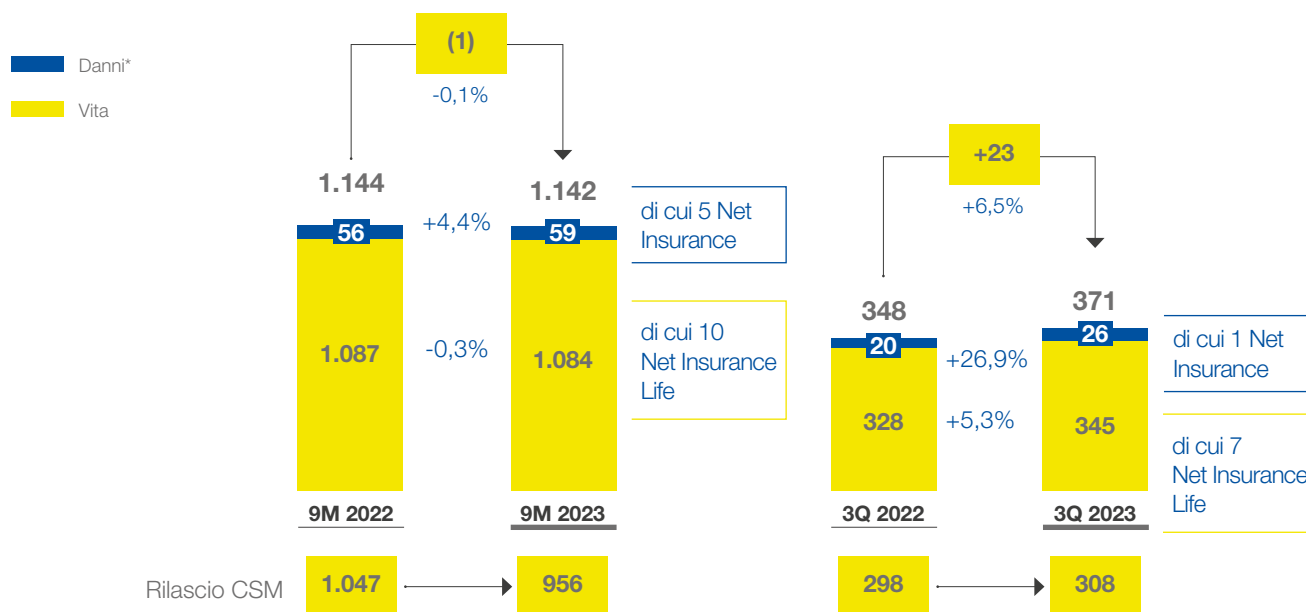 Danni*
Vita
(1)
-0,1%
1.144
1.142
56
+4,4%
59
1.087
-0,3%
1.084
di cui 5 Net
Insurance
di cui 10
Net Insurance
Life
9M 2022
9M 2023
+23
+6,5%
348
371
20
+26,9%
26
328
+5,3%
345
di cui 1 Net
Insurance
di cui 7
Net Insurance
Life
3Q 2022
3Q 2023
Rilascio CSM
1.047
956
298
308